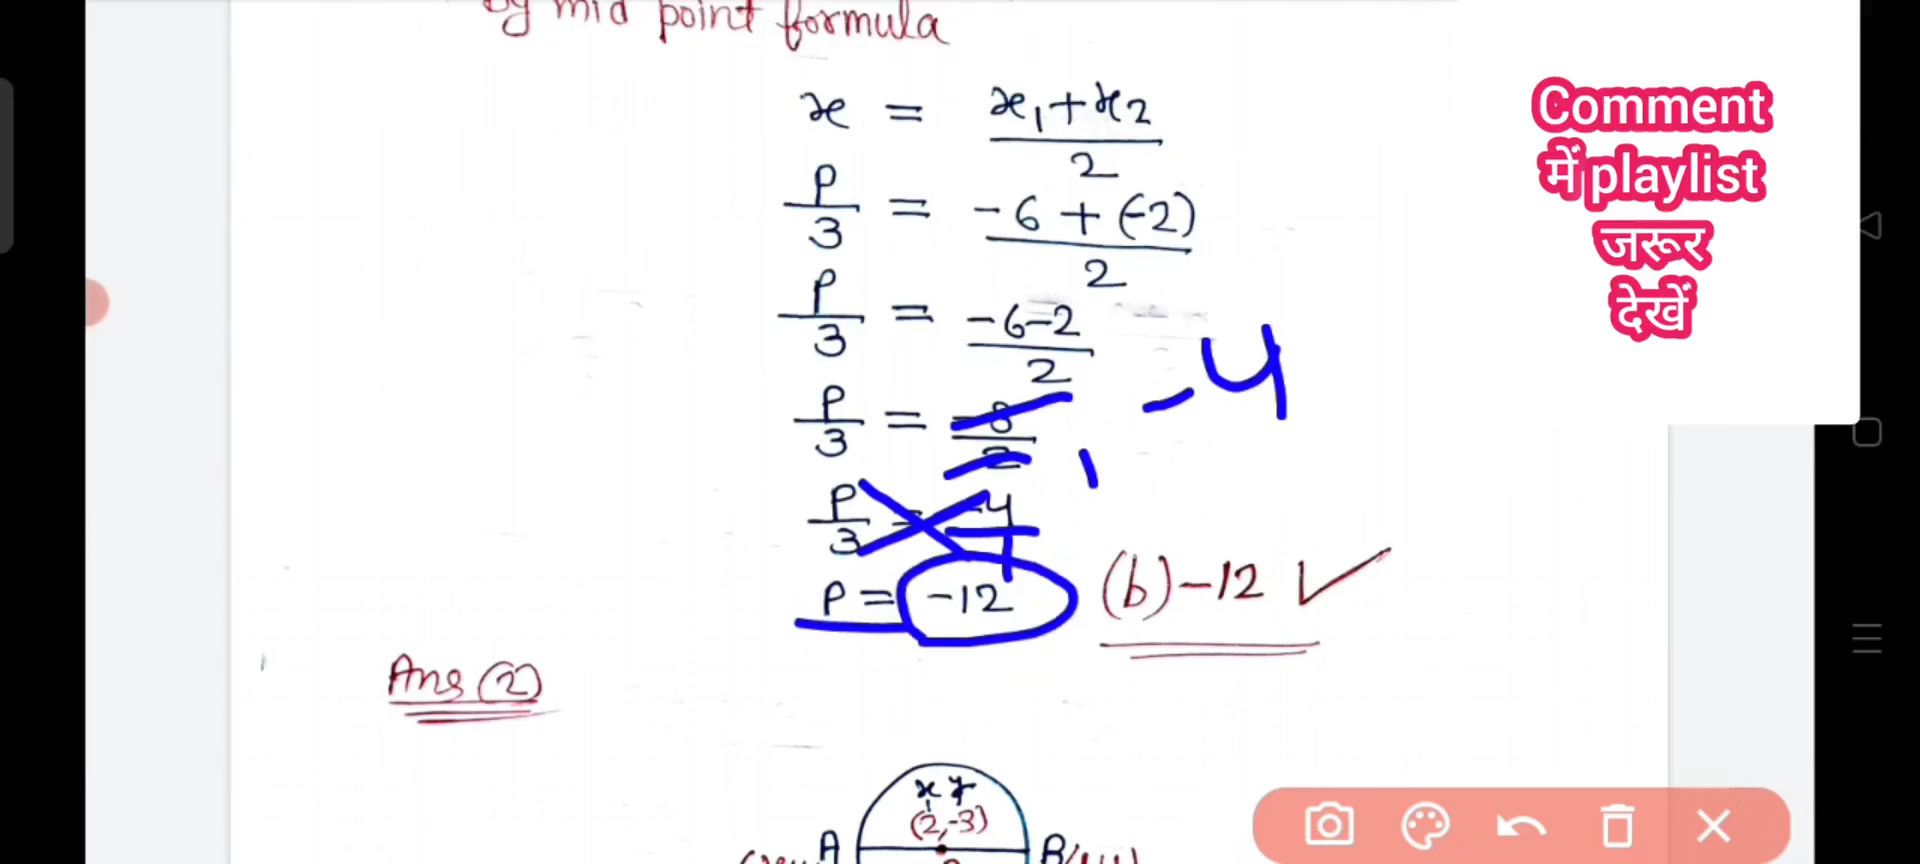 By mid point formula
x = x₁+x₂
2
P/3 = -6 + (-2)
2
P/3 = -6-2
2
P/3 = -8/2
-4
P/3 = -4
1
P = -12 (b) -12 ✓
Ans (2)
x y
(2,-3)
A B
Comment
में playlist
जरूर
देखें